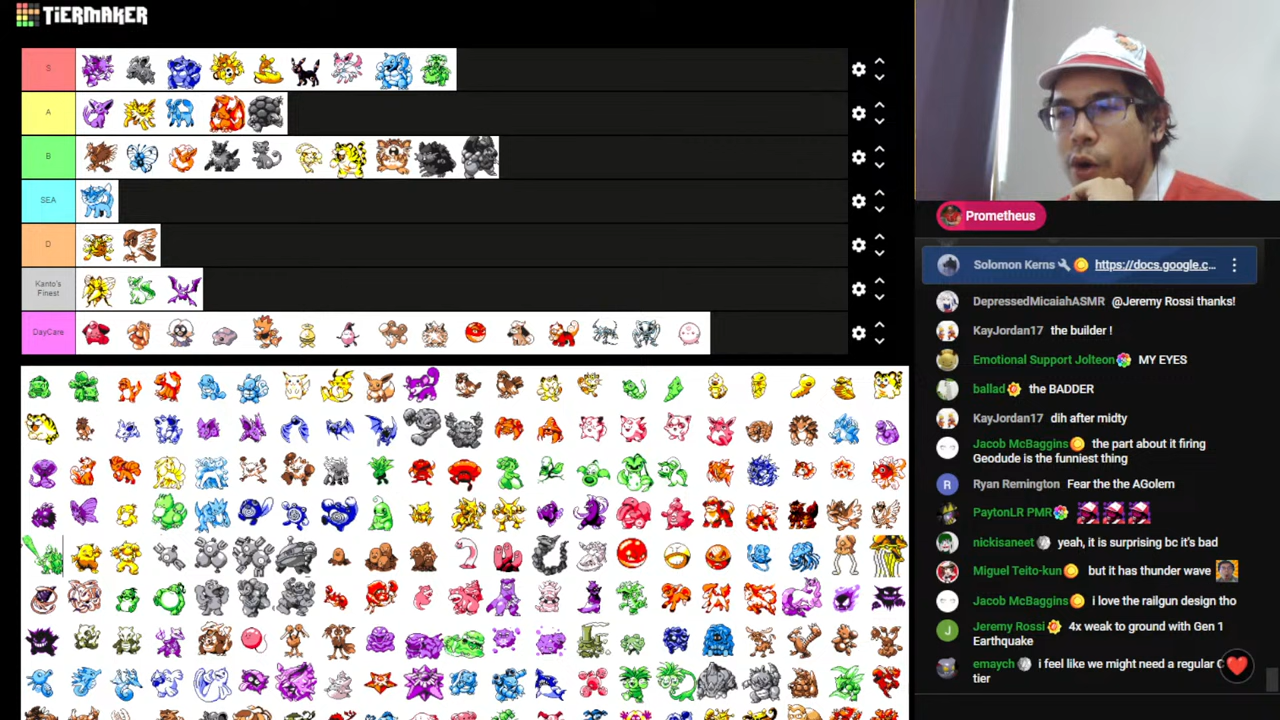 TIERMAKER
S
A
B
SEA
D
Kanto's
Finest
DayCare
Prometheus
Solomon Kerns https://docs.google.c...
DepressedMicaiahASMR @Jeremy Rossi thanks!
KayJordan17 the builder !
Emotional Support Jolteon MY EYES
ballad the BADDER
KayJordan17 dih after midty
Jacob McBaggins the part about it firing
Geodude is the funniest thing
Ryan Remington Fear the the AGolem
PaytonLR PMR
nickisaneet yeah, it is surprising bc it's bad
Miguel Teito-kun but it has thunder wave
Jacob McBaggins i love the railgun design tho
J
Jeremy Rossi 4x weak to ground with Gen 1
Earthquake
emaych i feel like we might need a regular C
tier
R